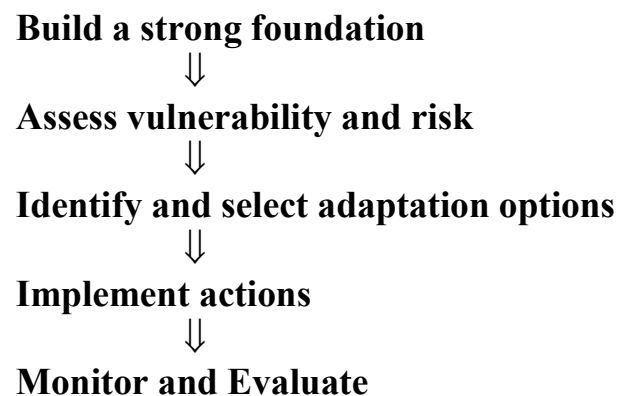 Build a strong foundation
⇓
Assess vulnerability and risk
⇓
Identify and select adaptation options
⇓
Implement actions
⇓
Monitor and Evaluate